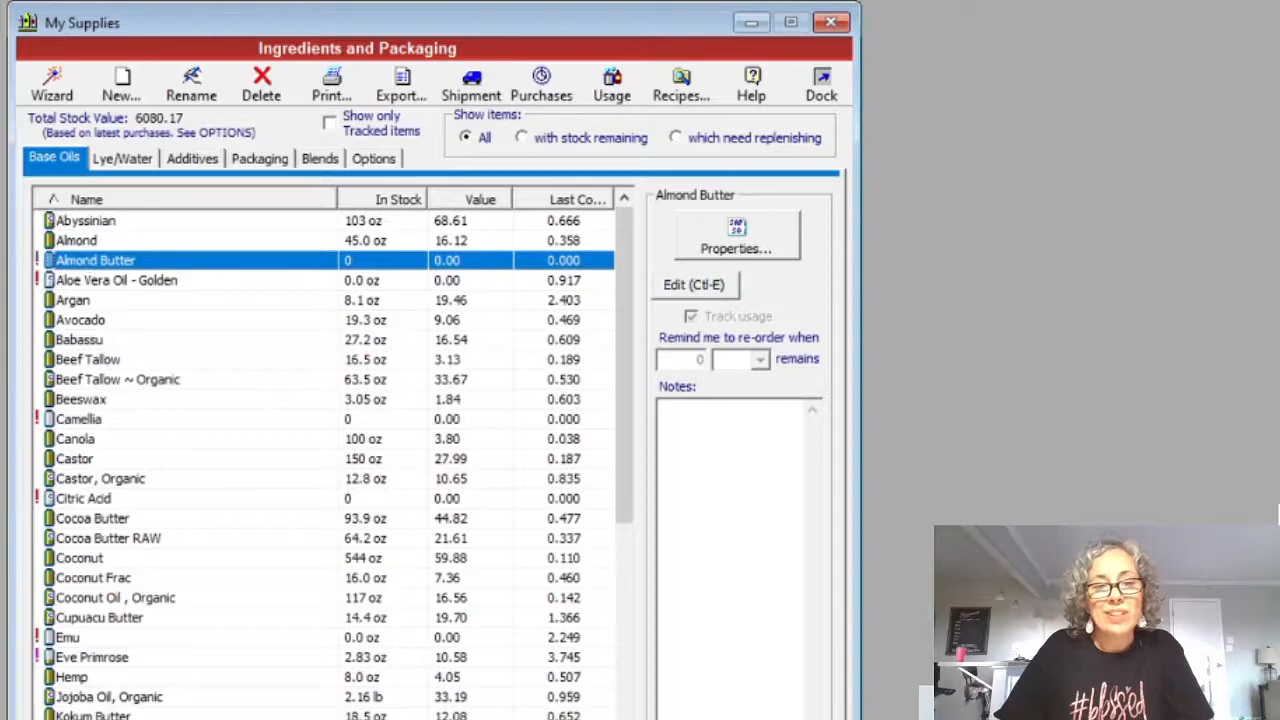 My Supplies
Ingredients and Packaging
Wizard New... Rename Delete Print... Export... Shipment Purchases Usage Recipes... Help Dock
Total Stock Value: 6080.17
(Based on latest purchases. See OPTIONS)
Show only
Tracked items
Show items:
All with stock remaining which need replenishing
Base Oils Lye/Water Additives Packaging Blends Options
Name In Stock Value Last Co...
Abyssinian 103 oz 68.61 0.666
Almond 45.0 oz 16.12 0.358
Almond Butter 0 0.00 0.000
Aloe Vera Oil - Golden 0.0 oz 0.00 0.917
Argan 8.1 oz 19.46 2.403
Avocado 19.3 oz 9.06 0.469
Babassu 27.2 oz 16.54 0.609
Beef Tallow 16.5 oz 3.13 0.189
Beef Tallow ~ Organic 63.5 oz 33.67 0.530
Beeswax 3.05 oz 1.84 0.603
Camellia 0 0.00 0.000
Canola 100 oz 3.80 0.038
Castor 150 oz 27.99 0.187
Castor, Organic 12.8 oz 10.65 0.835
Citric Acid 0 0.00 0.000
Cocoa Butter 93.9 oz 44.82 0.477
Cocoa Butter RAW 64.2 oz 21.61 0.337
Coconut 544 oz 59.88 0.110
Coconut Frac 16.0 oz 7.36 0.460
Coconut Oil , Organic 117 oz 16.56 0.142
Cupuacu Butter 14.4 oz 19.70 1.366
Emu 0.0 oz 0.00 2.249
Eve Primrose 2.83 oz 10.58 3.745
Hemp 8.0 oz 4.05 0.507
Jojoba Oil, Organic 2.16 lb 33.19 0.959
Kokum Butter 18.5 oz 12.08 0.652
Almond Butter
Properties...
Edit (Ctl-E)
Track usage
Remind me to re-order when
0 remains
Notes:
#blessed